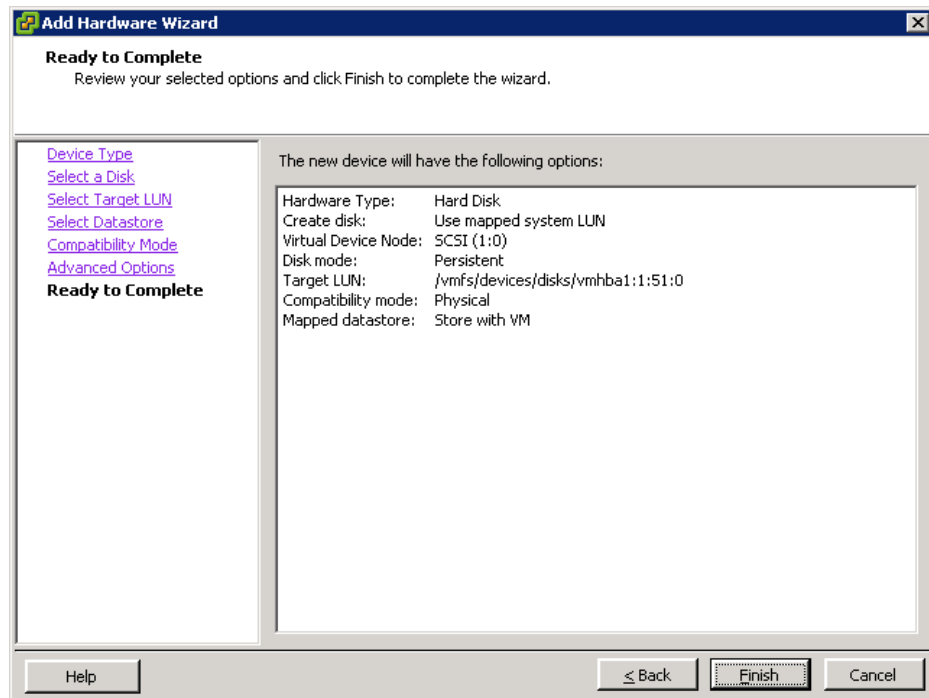 Add Hardware Wizard
Ready to Complete
Review your selected options and click Finish to complete the wizard.
Device Type
Select a Disk
Select Target LUN
Select Datastore
Compatibility Mode
Advanced Options
Ready to Complete
The new device will have the following options:
Hardware Type: Hard Disk
Create disk: Use mapped system LUN
Virtual Device Node: SCSI (1:0)
Disk mode: Persistent
Target LUN: /vmfs/devices/disks/vmhba1:1:51:0
Compatibility mode: Physical
Mapped datastore: Store with VM
Help
< Back
Finish
Cancel